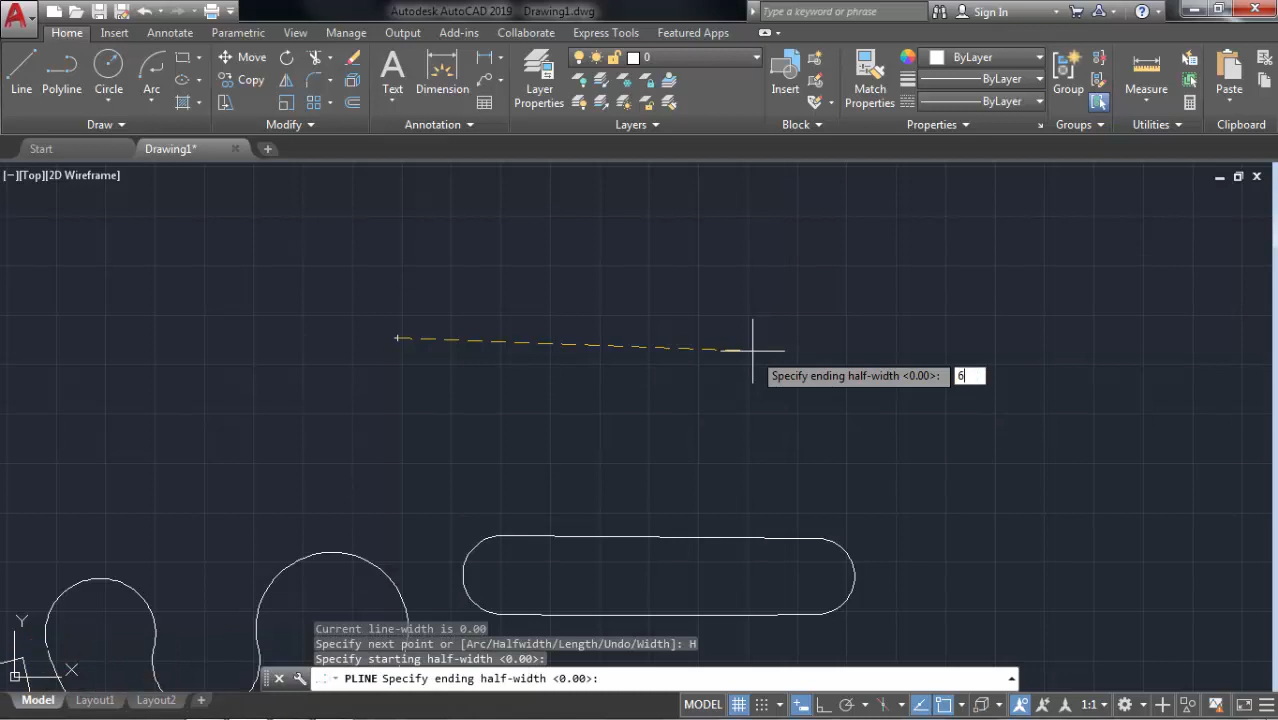 Autodesk AutoCAD 2019 Drawing1.dwg
Type a keyword or phrase
Sign In
Home Insert Annotate Parametric View Manage Output Add-ins Collaborate Express Tools Featured Apps
Line Polyline Circle Arc
Move
Copy
Text Dimension
Layer
Properties
0
Insert
Match
Properties
ByLayer
ByLayer
ByLayer
Group
Measure
Paste
Draw Modify Annotation Layers Block Properties Groups Utilities Clipboard
Start Drawing1*
[−][Top][2D Wireframe]
Specify ending half-width <0.00>: 6
Y
X
Current line-width is 0.00
Specify next point or [Arc/Halfwidth/Length/Undo/Width]: H
Specify starting half-width <0.00>:
PLINE Specify ending half-width <0.00>:
Model Layout1 Layout2
MODEL 1:1